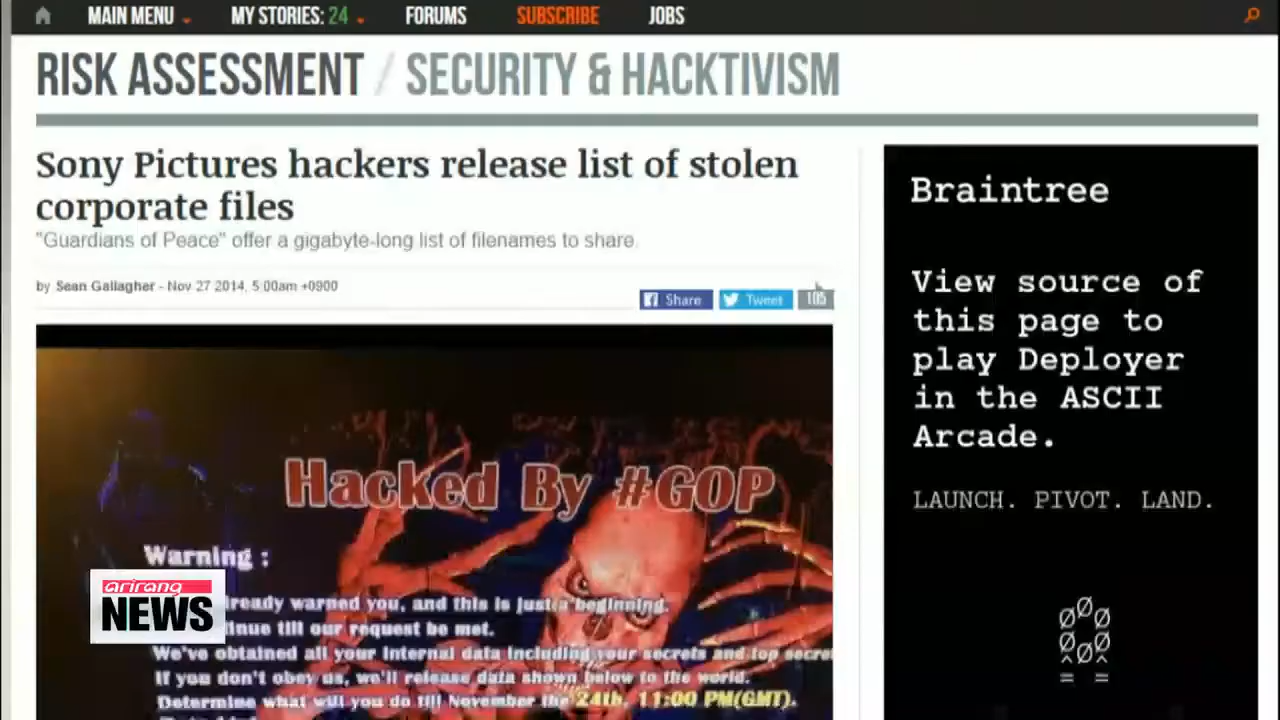 MAIN MENU MY STORIES: 24 FORUMS SUBSCRIBE JOBS
RISK ASSESSMENT / SECURITY & HACKTIVISM
Sony Pictures hackers release list of stolen
corporate files
"Guardians of Peace" offer a gigabyte-long list of filenames to share.
by Sean Gallagher - Nov 27 2014, 5:00am +0900
Share Tweet 105
Hacked By #GOP
Warning :
already warned you, and this is just a beginning.
till our request be met.
We've obtained all your internal data including your secrets and top
If you don't obey us, we'll release data shown below to the world.
Determine what will you do till November the 24th, 11:00 PM(GMT).
arirang
NEWS
Braintree
View source of
this page to
play Deployer
in the ASCII
Arcade.
LAUNCH. PIVOT. LAND.